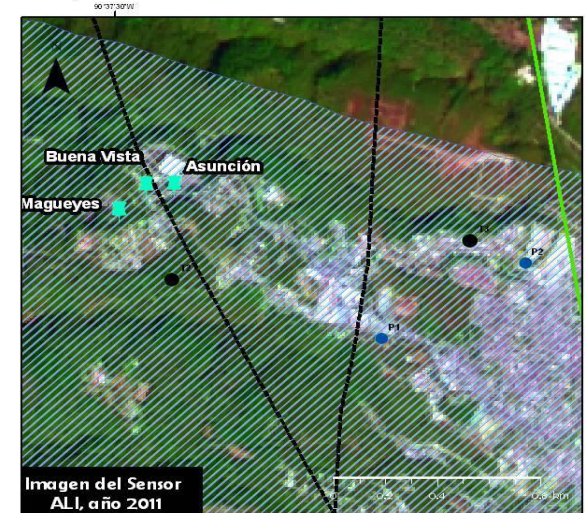 90°37'30"W
Buena Vista
Asunción
Magueyes
T3
P2
P1
Imagen del Sensor
ALI, año 2011
0 0.2 0.4 0.8 km